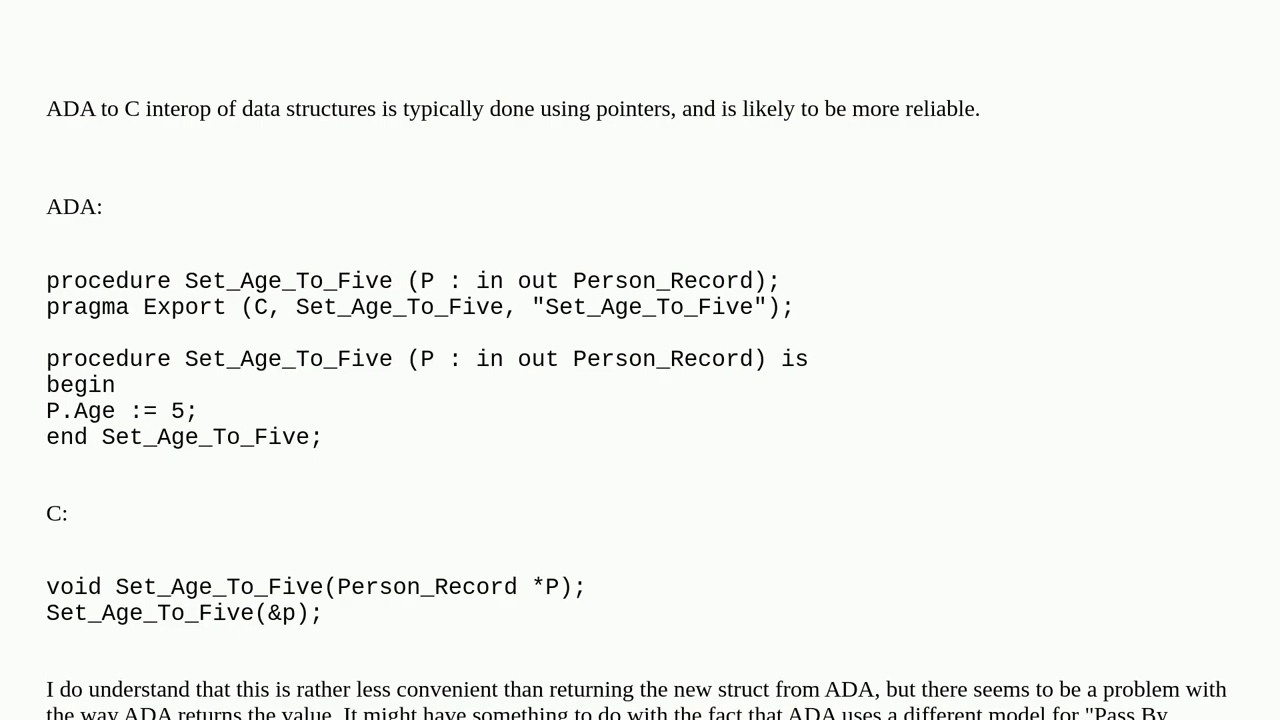 ADA to C interop of data structures is typically done using pointers, and is likely to be more reliable.
ADA:
procedure Set_Age_To_Five (P : in out Person_Record);
pragma Export (C, Set_Age_To_Five, "Set_Age_To_Five");
procedure Set_Age_To_Five (P : in out Person_Record) is
begin
P.Age := 5;
end Set_Age_To_Five;
C:
void Set_Age_To_Five(Person_Record *P);
Set_Age_To_Five(&p);
I do understand that this is rather less convenient than returning the new struct from ADA, but there seems to be a problem with
the way ADA returns the value. It might have something to do with the fact that ADA uses a different model for "Pass By